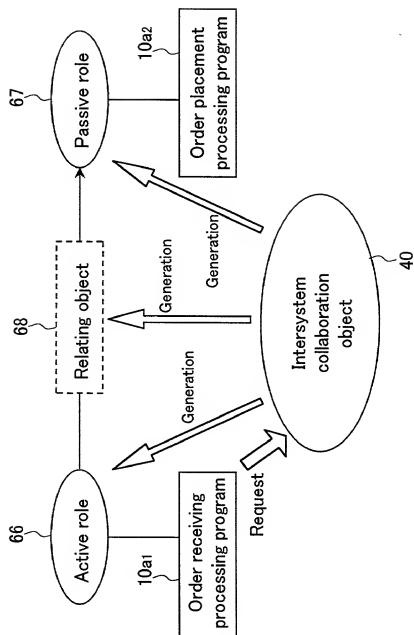 66
Active role
68
Relating object
67
Passive role
10a1
Order receiving
processing program
10a2
Order placement
processing program
Generation
Generation
Generation
Request
Intersystem
collaboration
object
40